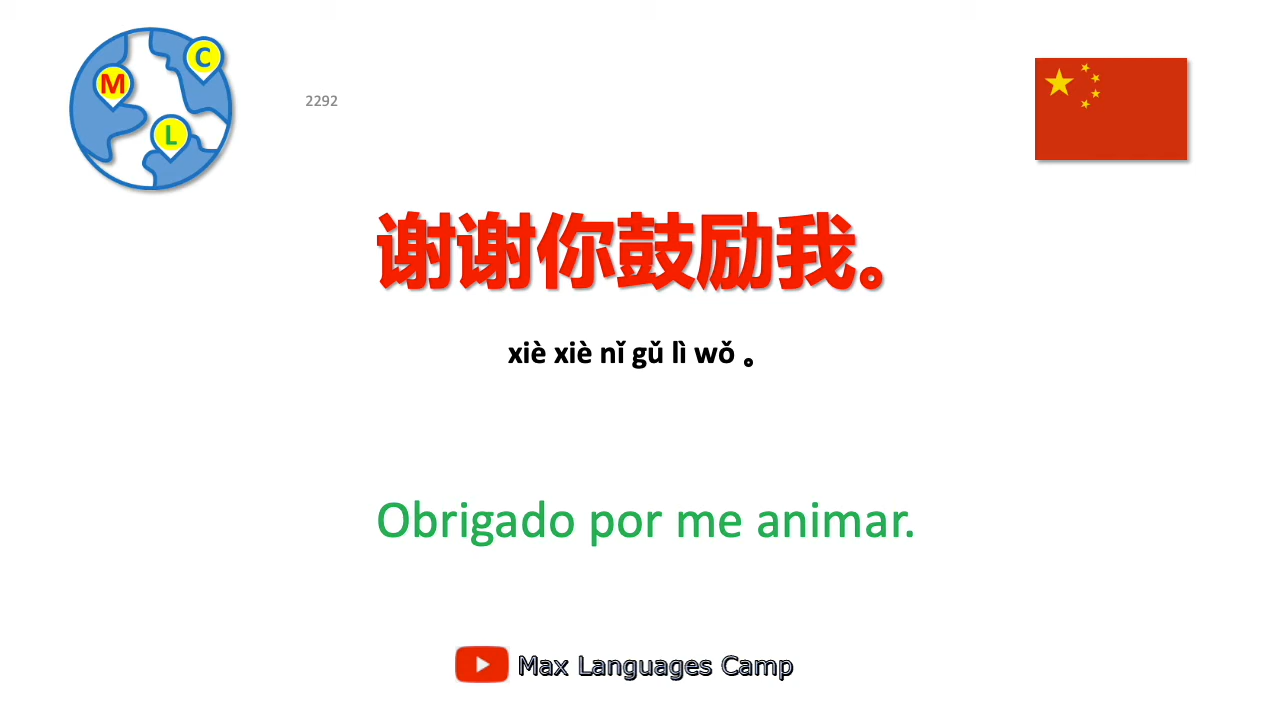 M
C
L
2292
谢谢你鼓励我。
xiè xiè nǐ gǔ lì wǒ 。
Obrigado por me animar.
Max Languages Camp